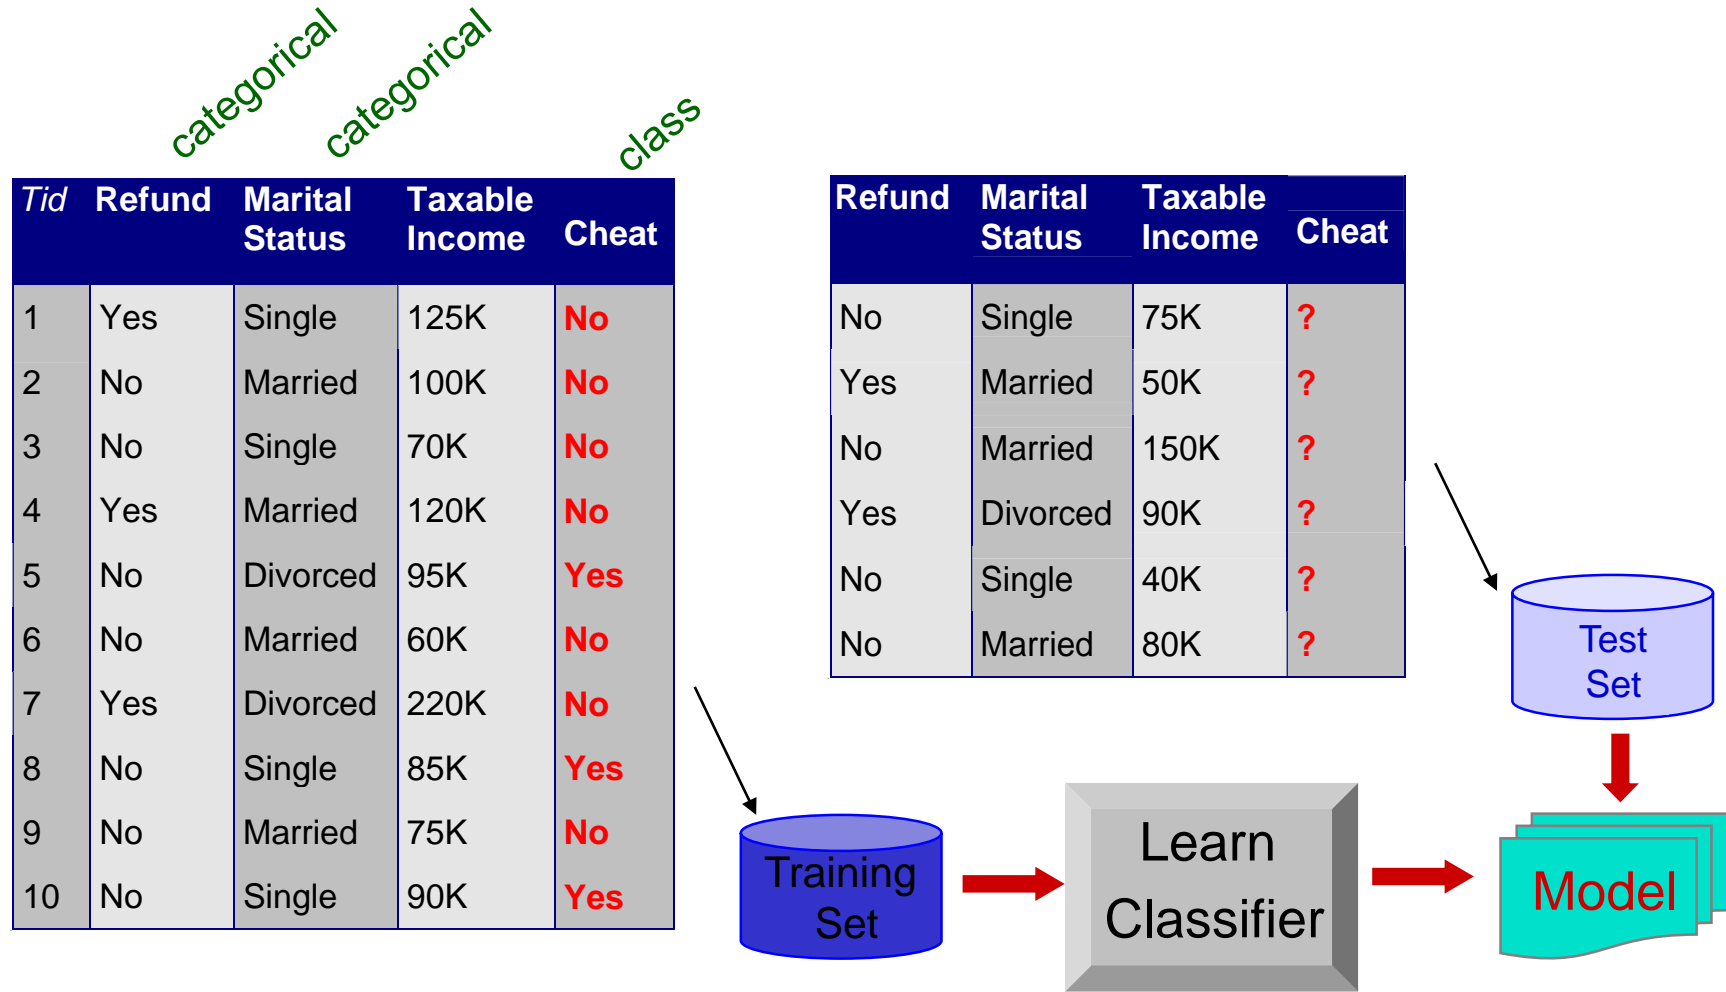 categorical
categorical
class
Tid Refund Marital Status Taxable Income Cheat
1 Yes Single 125K No
2 No Married 100K No
3 No Single 70K No
4 Yes Married 120K No
5 No Divorced 95K Yes
6 No Married 60K No
7 Yes Divorced 220K No
8 No Single 85K Yes
9 No Married 75K No
10 No Single 90K Yes
Refund Marital Status Taxable Income Cheat
No Single 75K ?
Yes Married 50K ?
No Married 150K ?
Yes Divorced 90K ?
No Single 40K ?
No Married 80K ?
Test
Set
Training
Set
Learn
Classifier
Model